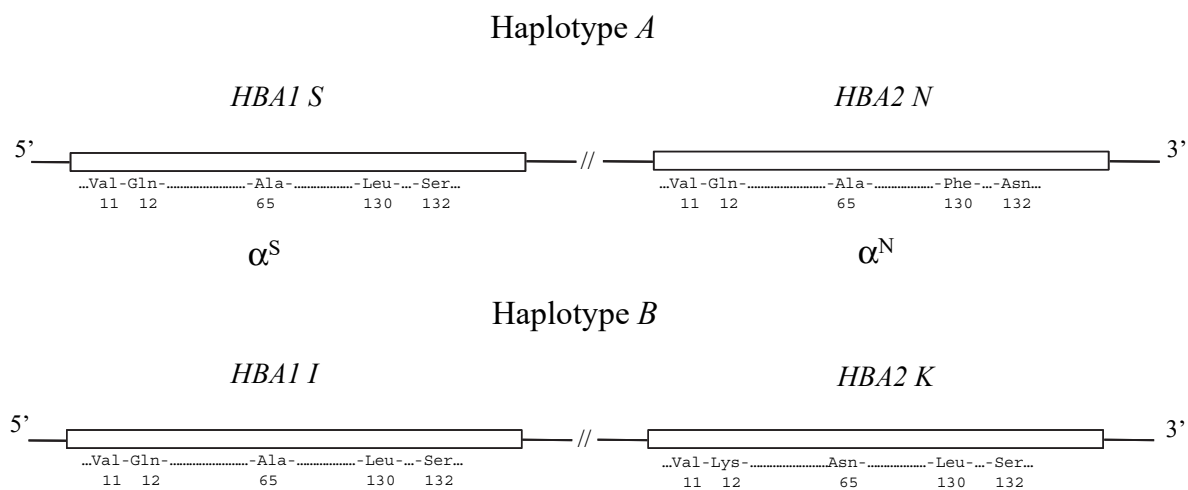 Haplotype A
HBA1 S HBA2 N
5’ // 3’
…Val-Gln-……………………-Ala-………………-Leu-…-Ser… …Val-Gln-……………………-Ala-………………-Phe-…-Asn…
11 12 65 130 132 11 12 65 130 132
αS αN
Haplotype B
HBA1 I HBA2 K
5’ // 3’
…Val-Gln-……………………-Ala-………………-Leu-…-Ser… …Val-Lys-……………………Asn-………………-Leu-…-Ser…
11 12 65 130 132 11 12 65 130 132